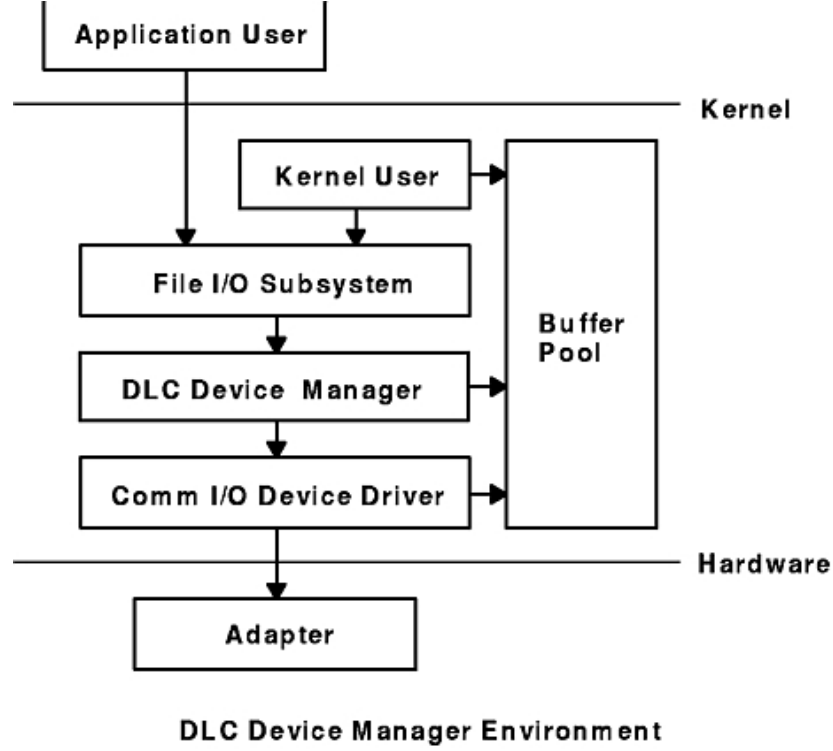 Application User
Kernel
Kernel User
File I/O Subsystem
Buffer
Pool
DLC Device Manager
Comm I/O Device Driver
Hardware
Adapter
DLC Device Manager Environment